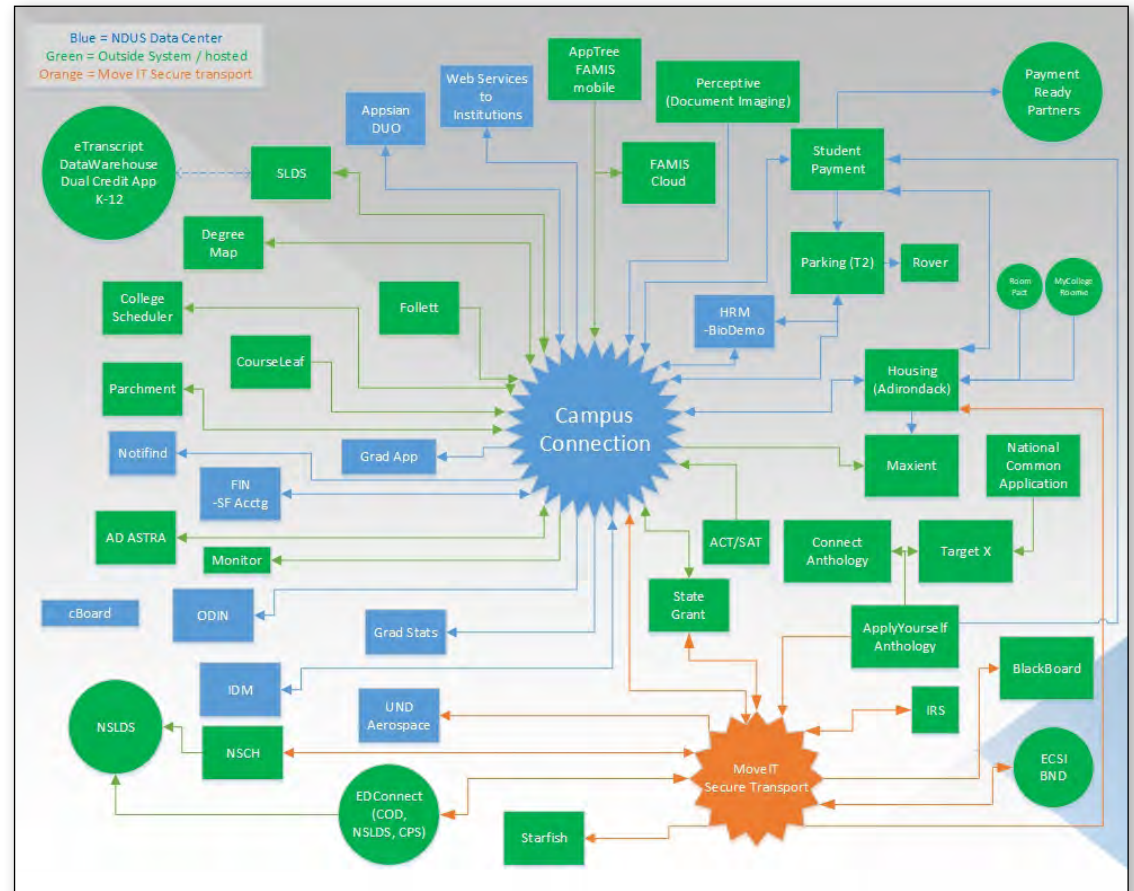 Blue = NDUS Data Center
Green = Outside System / hosted
Orange = Move IT Secure transport
eTranscript
DataWarehouse
Dual Credit App
K-12
SLDS
Appsian
DUO
Web Services
to
Institutions
AppTree
FAMIS
mobile
Perceptive
(Document Imaging)
Payment
Ready
Partners
FAMIS
Cloud
Student
Payment
Degree
Map
Parking (T2)
Rover
College
Scheduler
Follett
HRM
-BioDemo
Room
Pact
MyCollege
Roomie
CourseLeaf
Parchment
Housing
(Adirondack)
Campus
Connection
Notifind
Grad App
Maxient
National
Common
Application
FIN
-SF Acctg
AD ASTRA
Monitor
ACT/SAT
Connect
Anthology
Target X
cBoard
ODIN
Grad Stats
State
Grant
ApplyYourself
Anthology
BlackBoard
IDM
UND
Aerospace
IRS
NSLDS
NSCH
MoveIT
Secure Transport
ECSI
BND
EDConnect
(COD,
NSLDS, CPS)
Starfish